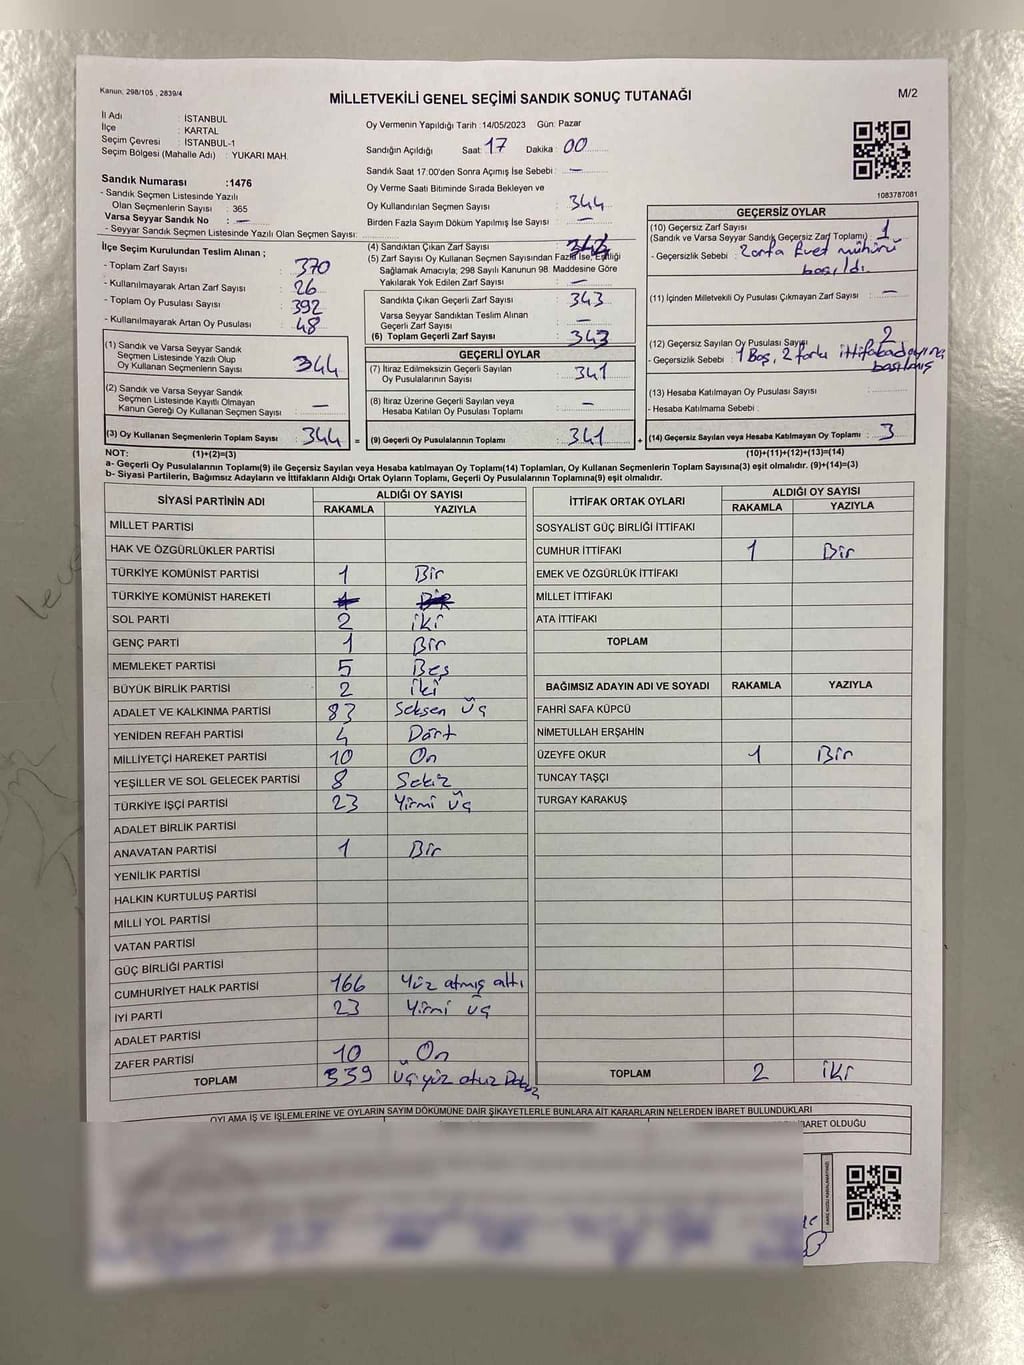 Kanun, 298/105 , 2839/4
MİLLETVEKİLİ GENEL SEÇİMİ SANDIK SONUÇ TUTANAĞI
M/2
İl Adı : İSTANBUL
İlçe : KARTAL
Seçim Çevresi : İSTANBUL-1
Seçim Bölgesi (Mahalle Adı) : YUKARI MAH.
Sandık Numarası :1476
- Sandık Seçmen Listesinde Yazılı
Olan Seçmenlerin Sayısı : 365
Varsa Seyyar Sandık No : —
- Seyyar Sandık Seçmen Listesinde Yazılı Olan Seçmen Sayısı:
İlçe Seçim Kurulundan Teslim Alınan ;
- Toplam Zarf Sayısı : 370
- Kullanılmayarak Artan Zarf Sayısı : 26
- Toplam Oy Pusulası Sayısı : 392
- Kullanılmayarak Artan Oy Pusulası : 48
(1) Sandık ve Varsa Seyyar Sandık
Seçmen Listesinde Yazılı Olup
Oy Kullanan Seçmenlerin Sayısı : 344
(2) Sandık ve Varsa Seyyar Sandık
Seçmen Listesinde Kayıtlı Olmayan
Kanun Gereği Oy Kullanan Seçmen Sayısı : —
(3) Oy Kullanan Seçmenlerin Toplam Sayısı : 344
Oy Vermenin Yapıldığı Tarih :14/05/2023 Gün: Pazar
Sandığın Açıldığı Saat: 17 Dakika : 00
Sandık Saat 17:00'den Sonra Açılmış İse Sebebi : —
Oy Verme Saati Bitiminde Sırada Bekleyen ve
Oy Kullandırılan Seçmen Sayısı : 344
Birden Fazla Sayım Döküm Yapılmış İse Sayısı : —
(4) Sandıktan Çıkan Zarf Sayısı :
(5) Zarf Sayısı Oy Kullanan Seçmen Sayısından Fazla İse, Eşitliği
Sağlamak Amacıyla; 298 Sayılı Kanunun 98. Maddesine Göre
Yakılarak Yok Edilen Zarf Sayısı : —
Sandıkta Çıkan Geçerli Zarf Sayısı : 343
Varsa Seyyar Sandıktan Teslim Alınan
Geçerli Zarf Sayısı : —
(6) Toplam Geçerli Zarf Sayısı : 343
GEÇERLİ OYLAR
(7) İtiraz Edilmeksizin Geçerli Sayılan
Oy Pusulalarının Sayısı : 341
(8) İtiraz Üzerine Geçerli Sayılan veya
Hesaba Katılan Oy Pusulası Toplamı : —
= (9) Geçerli Oy Pusulalarının Toplamı : 341
1083787081
GEÇERSİZ OYLAR
(10) Geçersiz Zarf Sayısı
(Sandık ve Varsa Seyyar Sandık Geçersiz Zarf Toplamı) : 1
- Geçersizlik Sebebi : Zarfa Evet mührü
basıldı.
(11) İçinden Milletvekili Oy Pusulası Çıkmayan Zarf Sayısı : —
(12) Geçersiz Sayılan Oy Pusulası Sayısı : 2
- Geçersizlik Sebebi : 1 Boş, 2 farklı ittifak adayına
basılmış
(13) Hesaba Katılmayan Oy Pusulası Sayısı :
- Hesaba Katılmama Sebebi :
+ (14) Geçersiz Sayılan veya Hesaba Katılmayan Oy Toplamı : 3
NOT: (1)+(2)=(3) (10)+(11)+(12)+(13)=(14)
a- Geçerli Oy Pusulalarının Toplamı(9) ile Geçersiz Sayılan veya Hesaba katılmayan Oy Toplamı(14) Toplamları, Oy Kullanan Seçmenlerin Toplam Sayısına(3) eşit olmalıdır. (9)+(14)=(3)
b- Siyasi Partilerin, Bağımsız Adayların ve İttifakların Aldığı Ortak Oyların Toplamı, Geçerli Oy Pusulalarının Toplamına(9) eşit olmalıdır.
SİYASİ PARTİNİN ADI ALDIĞI OY SAYISI
RAKAMLA YAZIYLA
MİLLET PARTİSİ
HAK VE ÖZGÜRLÜKLER PARTİSİ
TÜRKİYE KOMÜNİST PARTİSİ 1 Bir
TÜRKİYE KOMÜNİST HAREKETİ 1 Bir
SOL PARTİ 2 iki
GENÇ PARTİ 1 Bir
MEMLEKET PARTİSİ 5 Beş
BÜYÜK BİRLİK PARTİSİ 2 iki
ADALET VE KALKINMA PARTİSİ 83 Seksen Üç
YENİDEN REFAH PARTİSİ 4 Dört
MİLLİYETÇİ HAREKET PARTİSİ 10 On
YEŞİLLER VE SOL GELECEK PARTİSİ 8 Sekiz
TÜRKİYE İŞÇİ PARTİSİ 23 Yirmi Üç
ADALET BİRLİK PARTİSİ
ANAVATAN PARTİSİ 1 Bir
YENİLİK PARTİSİ
HALKIN KURTULUŞ PARTİSİ
MİLLİ YOL PARTİSİ
VATAN PARTİSİ
GÜÇ BİRLİĞİ PARTİSİ
CUMHURİYET HALK PARTİSİ 166 Yüz atmış altı
İYİ PARTİ 23 Yirmi üç
ADALET PARTİSİ
ZAFER PARTİSİ 10 On
TOPLAM 339 Üçyüz otuz Dokuz
İTTİFAK ORTAK OYLARI ALDIĞI OY SAYISI
RAKAMLA YAZIYLA
SOSYALİST GÜÇ BİRLİĞİ İTTİFAKI
CUMHUR İTTİFAKI 1 Bir
EMEK VE ÖZGÜRLÜK İTTİFAKI
MİLLET İTTİFAKI
ATA İTTİFAKI
TOPLAM
BAĞIMSIZ ADAYIN ADI VE SOYADI RAKAMLA YAZIYLA
FAHRİ SAFA KÜPCÜ
NİMETULLAH ERŞAHİN
ÜZEYFE OKUR 1 Bir
TUNCAY TAŞÇI
TURGAY KARAKUŞ
TOPLAM 2 iki
OYLAMA İŞ VE İŞLEMLERİNE VE OYLARIN SAYIM DÖKÜMÜNE DAİR ŞİKAYETLERLE BUNLARA AİT KARARLARIN NELERDEN İBARET BULUNDUKLARI
İBARET OLDUĞU